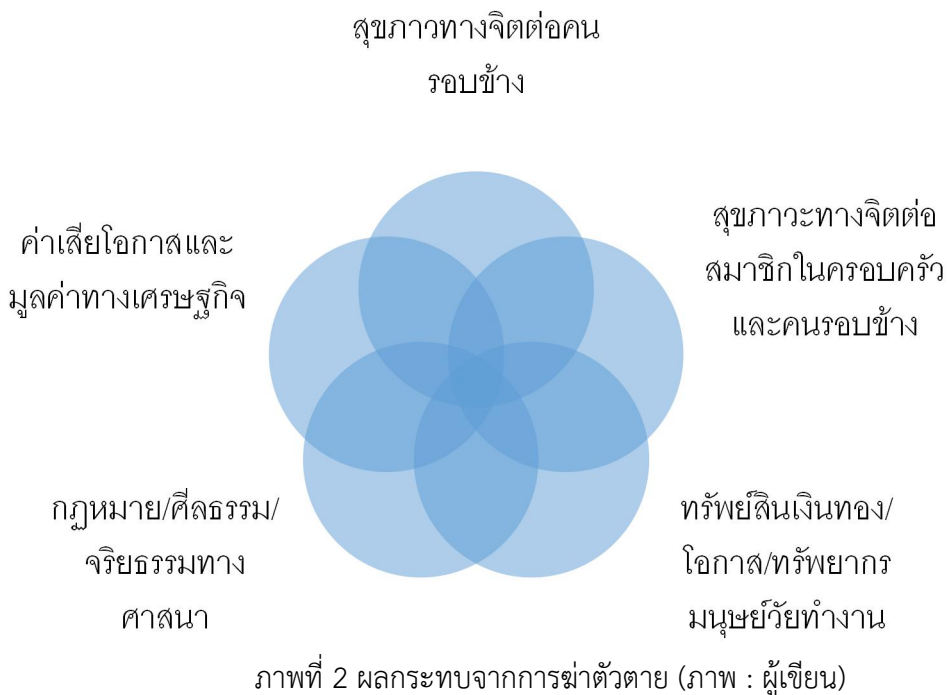 สุขภาวทางจิตต่อคน
รอบข้าง
สุขภาวะทางจิตต่อ
สมาชิกในครอบครัว
และคนรอบข้าง
ค่าเสียโอกาสและ
มูลค่าทางเศรษฐกิจ
ทรัพย์สินเงินทอง/
โอกาส/ทรัพยากร
มนุษย์วัยทำงาน
กฎหมาย/ศีลธรรม/
จริยธรรมทาง
ศาสนา
ภาพที่ 2 ผลกระทบจากการฆ่าตัวตาย (ภาพ : ผู้เขียน)